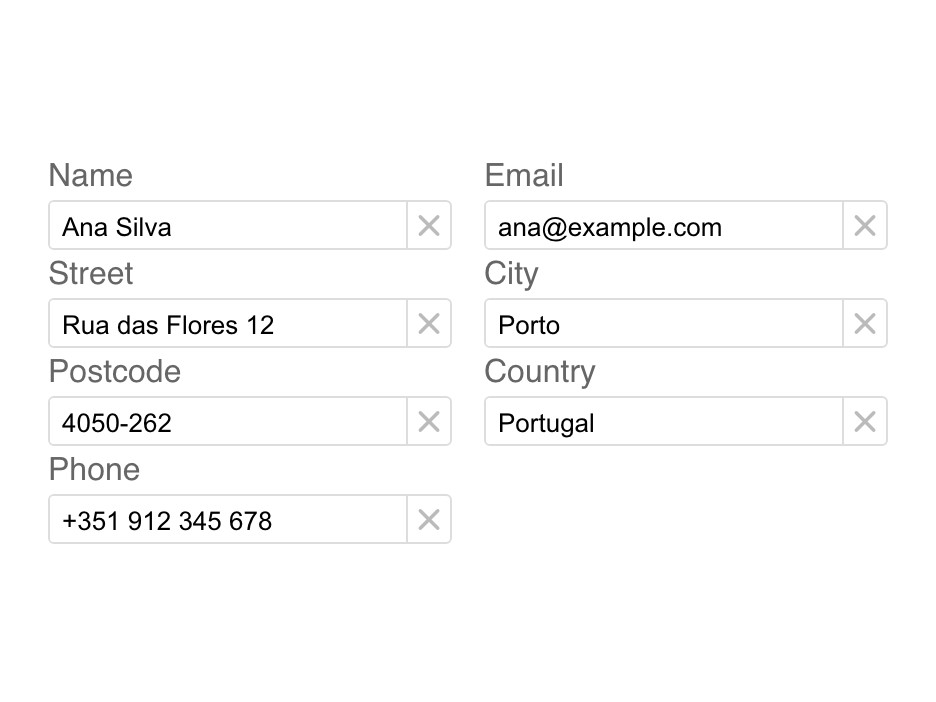 Name
Ana Silva
Email
ana@example.com
Street
Rua das Flores 12
City
Porto
Postcode
4050-262
Country
Portugal
Phone
+351 912 345 678